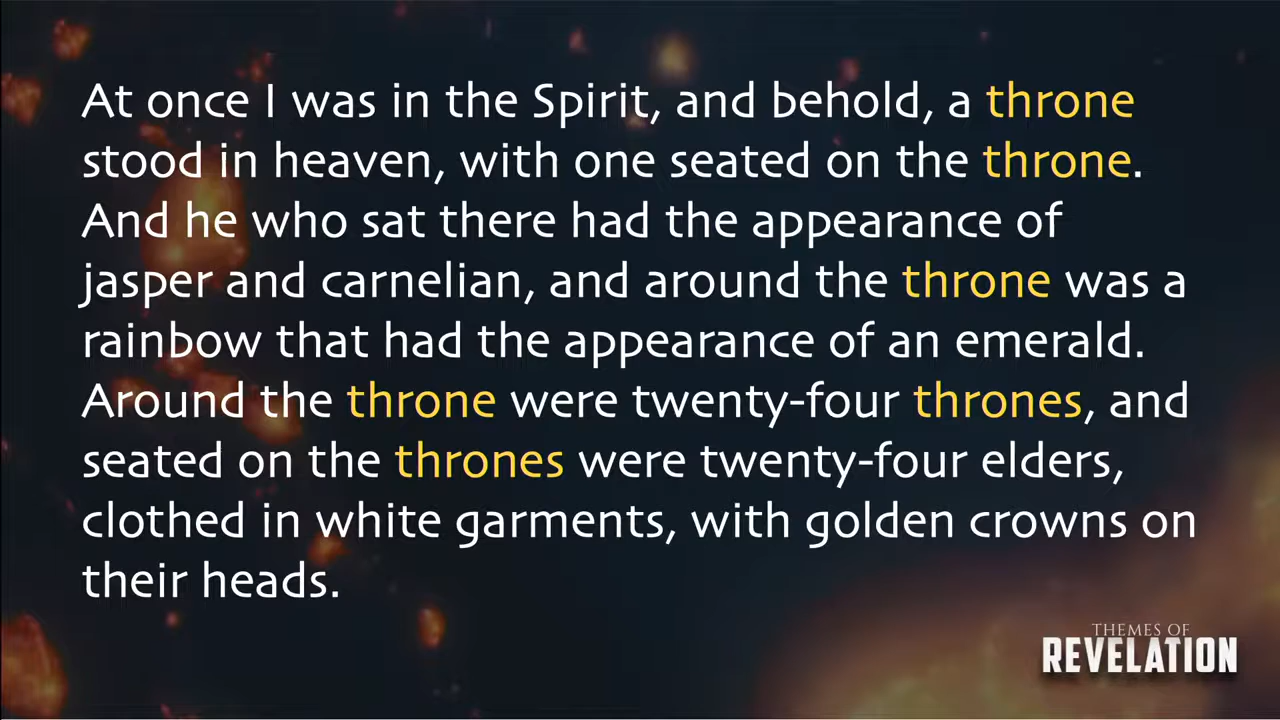 At once I was in the Spirit, and behold, a throne
stood in heaven, with one seated on the throne.
And he who sat there had the appearance of
jasper and carnelian, and around the throne was a
rainbow that had the appearance of an emerald.
Around the throne were twenty-four thrones, and
seated on the thrones were twenty-four elders,
clothed in white garments, with golden crowns on
their heads.
THEMES OF
REVELATION